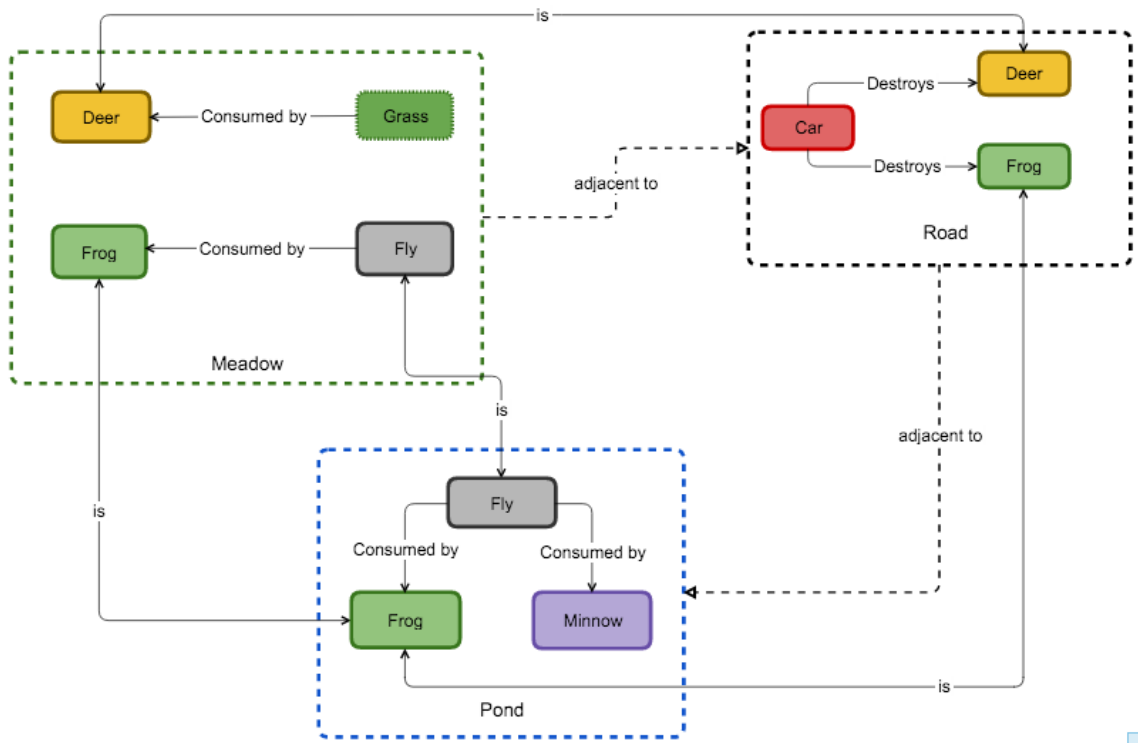 is
Deer
Consumed by
Grass
Frog
Consumed by
Fly
Meadow
adjacent to
Destroys
Deer
Car
Destroys
Frog
Road
is
adjacent to
is
Fly
Consumed by
Consumed by
Frog
Minnow
Pond
is